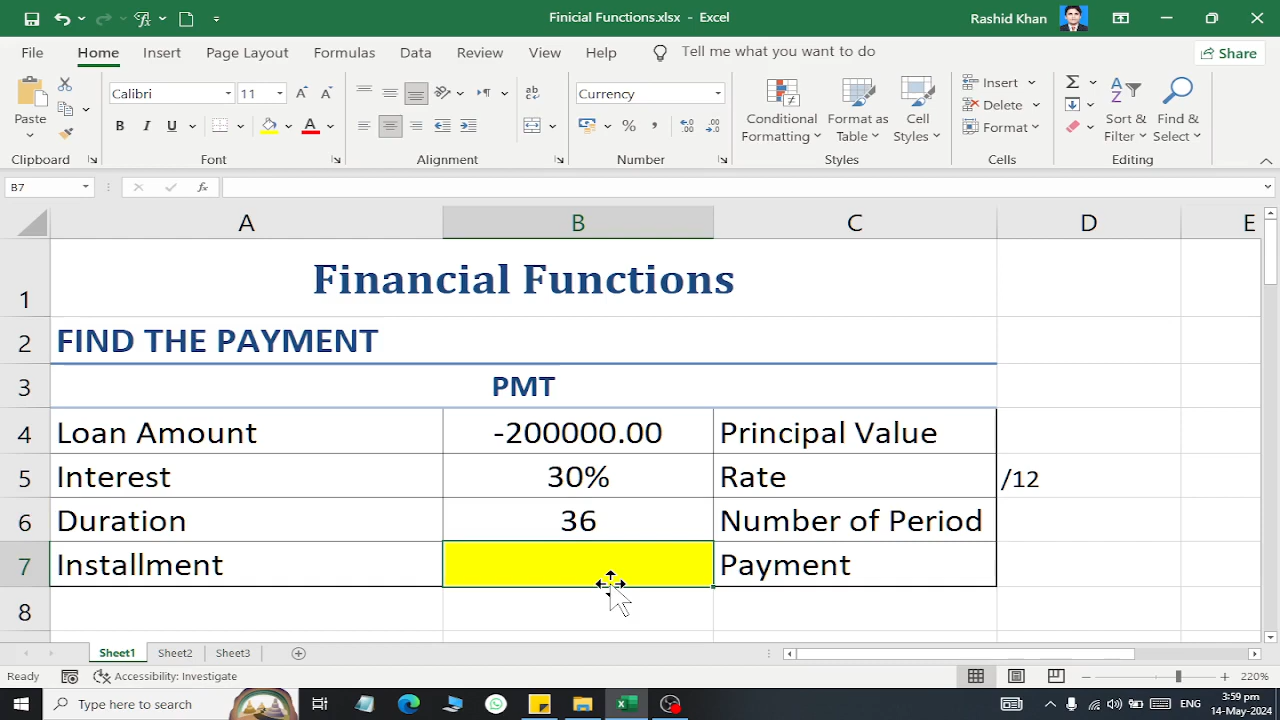 Finicial Functions.xlsx - Excel
Rashid Khan
File Home Insert Page Layout Formulas Data Review View Help Tell me what you want to do Share
Paste
Calibri 11
B I U A
ab
Currency
% ,
Conditional Formatting
Format as Table
Cell Styles
Insert
Delete
Format
Sort & Filter
Find & Select
Clipboard Font Alignment Number Styles Cells Editing
B7 fx
A B C D E
1 Financial Functions
2 FIND THE PAYMENT
3 PMT
4 Loan Amount -200000.00 Principal Value
5 Interest 30% Rate /12
6 Duration 36 Number of Period
7 Installment Payment
8
Sheet1 Sheet2 Sheet3
Ready Accessibility: Investigate 220%
Type here to search
3:59 pm
14-May-2024